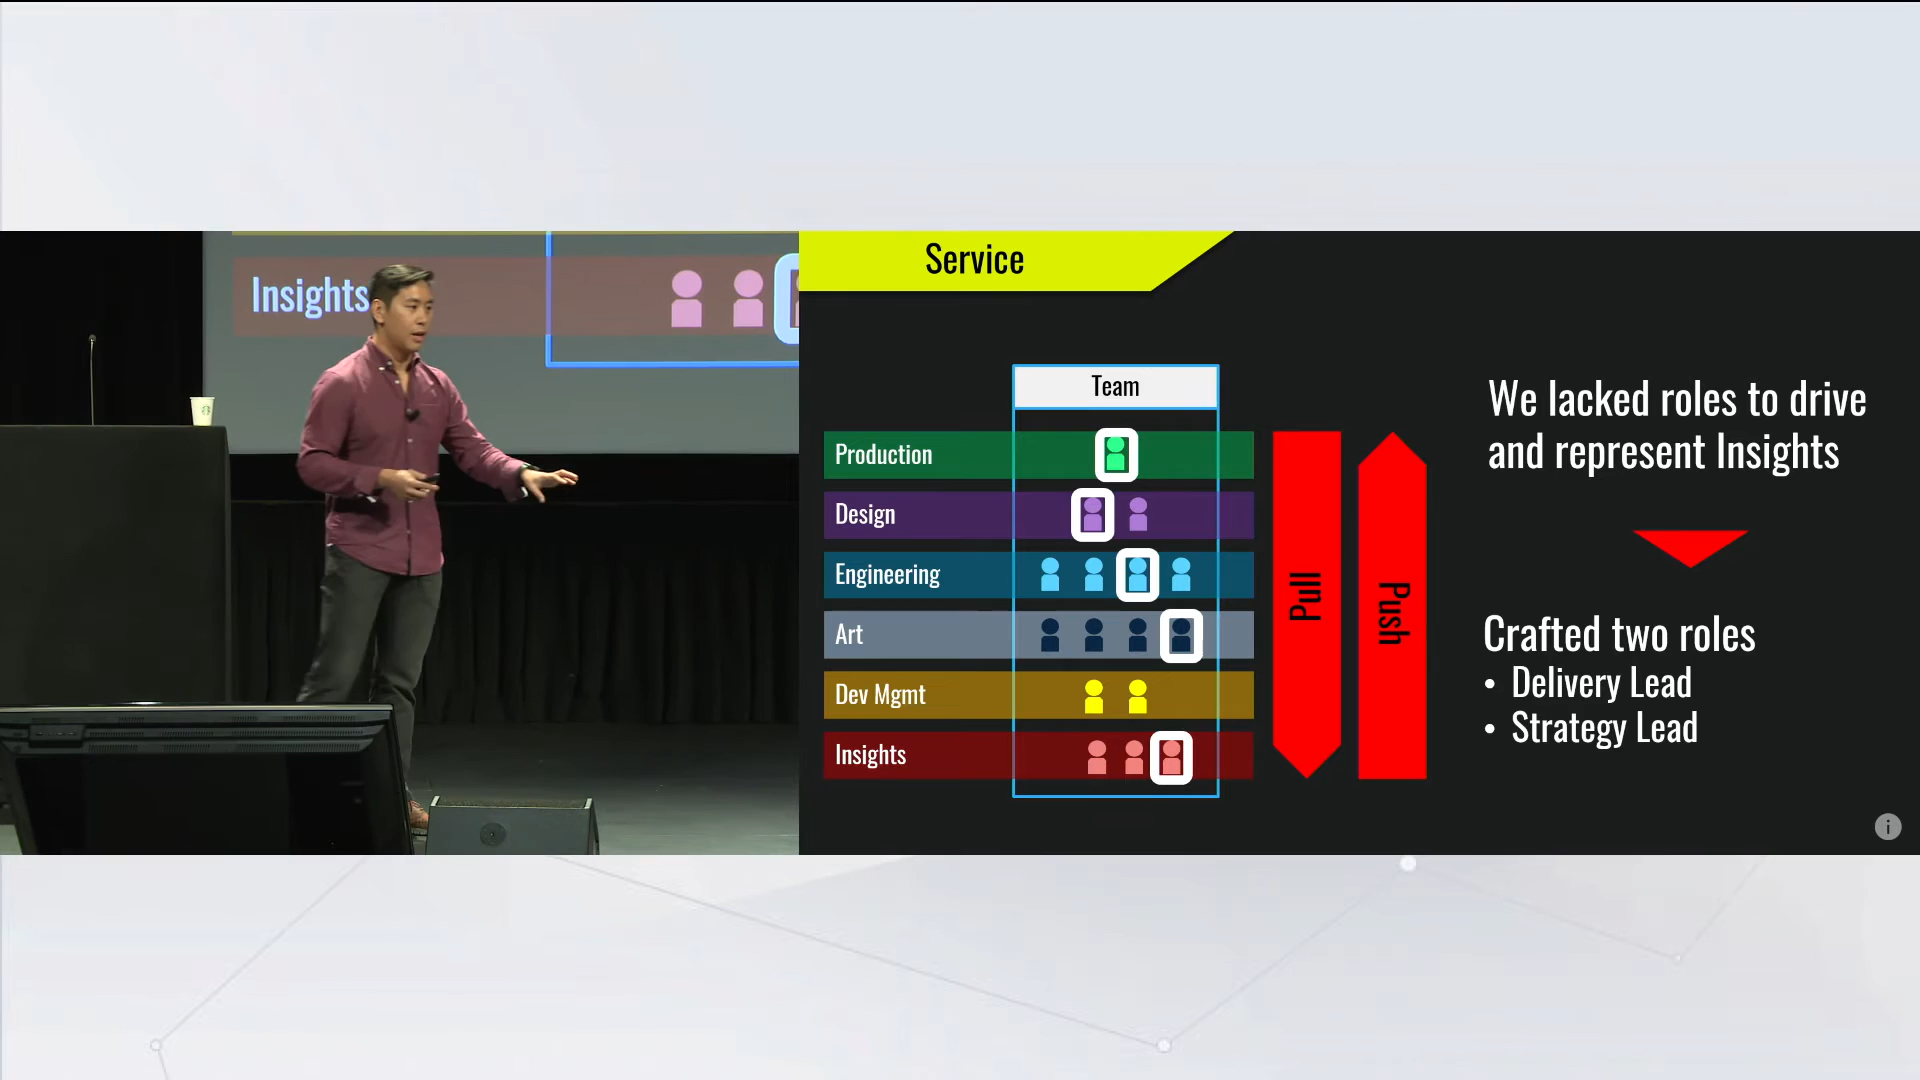 Insights
Service
Team
Production
Design
Engineering
Art
Dev Mgmt
Insights
Pull
Push
We lacked roles to drive
and represent Insights
Crafted two roles
• Delivery Lead
• Strategy Lead
i